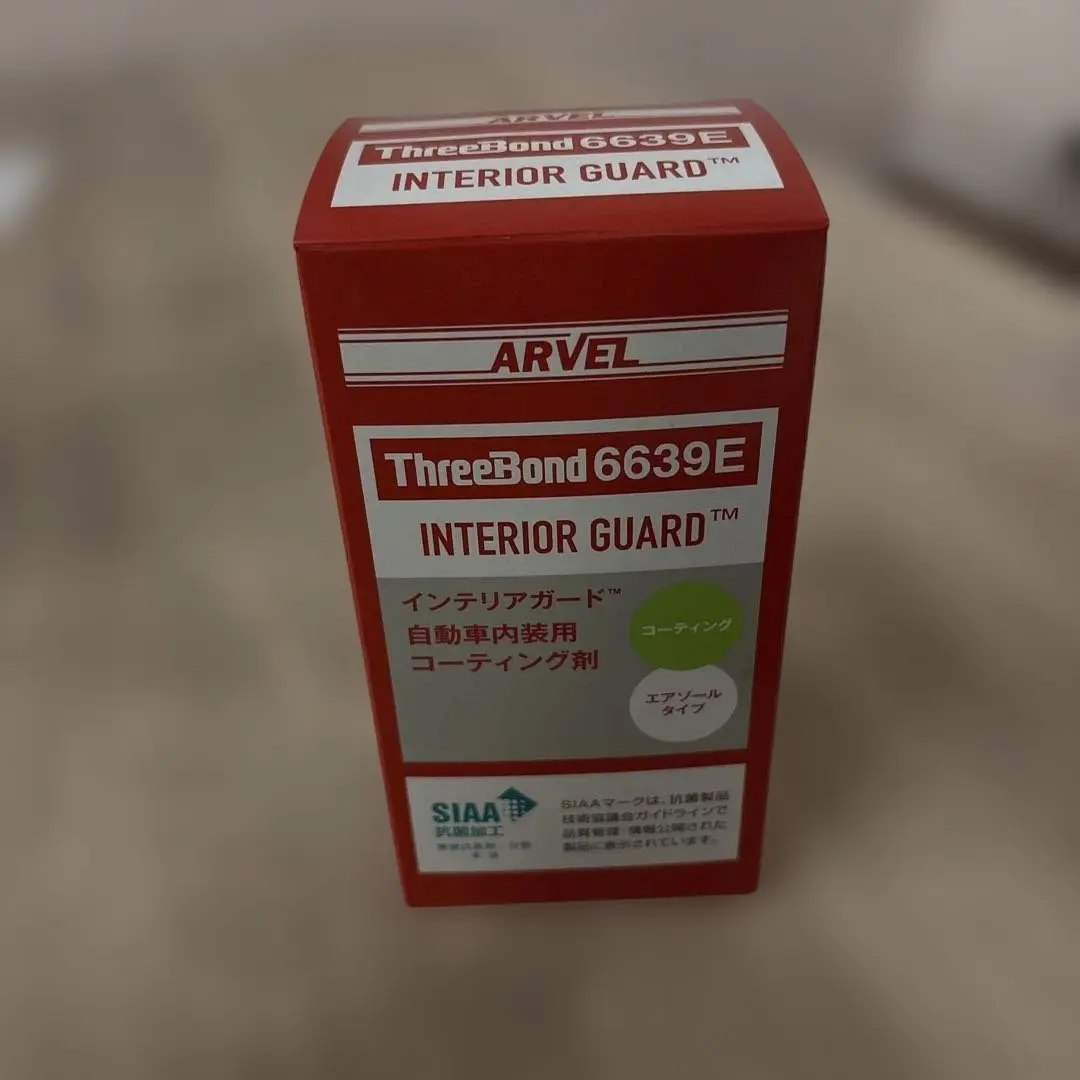 ARVEL
ThreeBond 6639E
INTERIOR GUARD™
ARVEL
ThreeBond 6639E
INTERIOR GUARD™
インテリアガード™
自動車内装用
コーティング剤
コーティング
エアゾール
タイプ
SIAA
抗菌加工
SIAAマークは、抗菌製品
技術協議会ガイドラインで
品質管理・情報公開された
製品に表示されています。